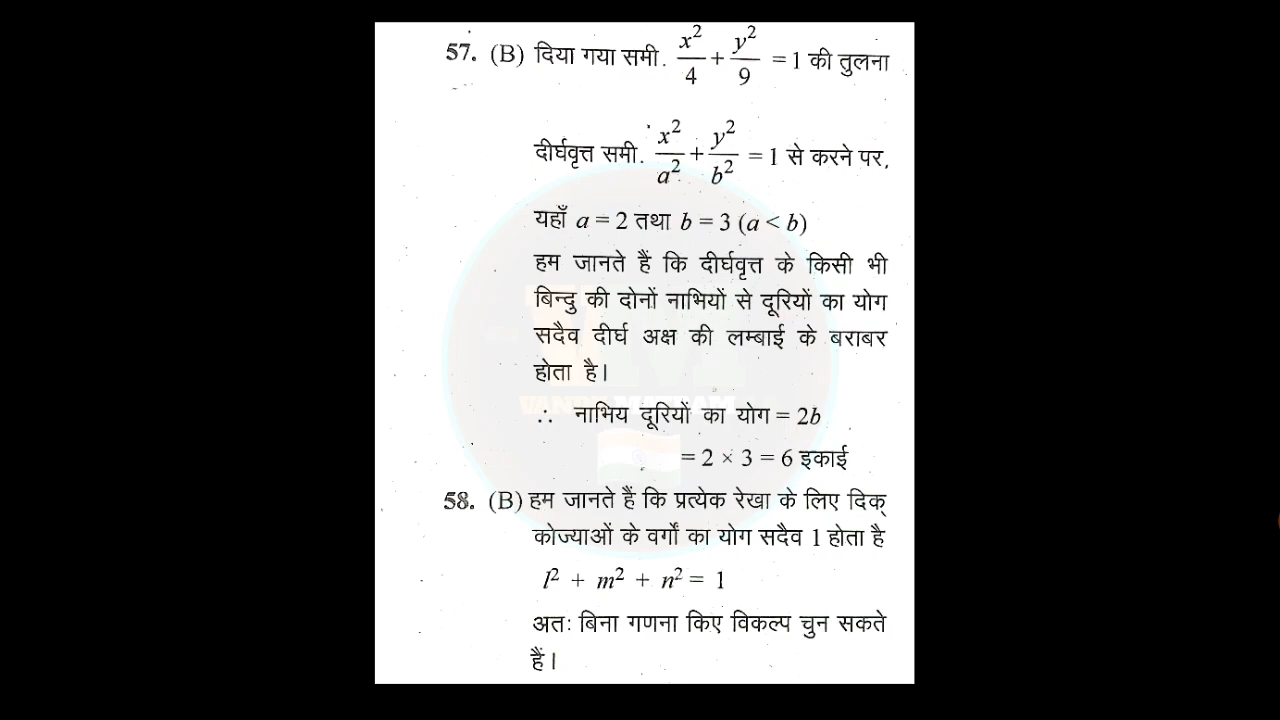 57. (B) दिया गया समी. x²/4 + y²/9 = 1 की तुलना
दीर्घवृत्त समी. x²/a² + y²/b² = 1 से करने पर,
यहाँ a = 2 तथा b = 3 (a < b)
हम जानते हैं कि दीर्घवृत्त के किसी भी
बिन्दु की दोनों नाभियों से दूरियों का योग
सदैव दीर्घ अक्ष की लम्बाई के बराबर
होता है।
∴ नाभिय दूरियों का योग = 2b
= 2 × 3 = 6 इकाई
58. (B) हम जानते हैं कि प्रत्येक रेखा के लिए दिक्
कोज्याओं के वर्गों का योग सदैव 1 होता है
l² + m² + n² = 1
अतः बिना गणना किए विकल्प चुन सकते
हैं।